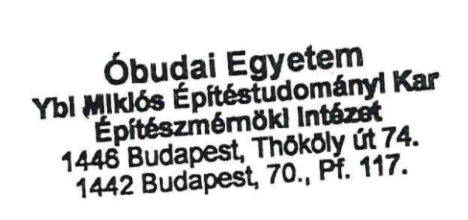 Óbudai Egyetem
Ybl Miklós Építéstudományi Kar
Építészmérnöki Intézet
1446 Budapest, Thököly út 74.
1442 Budapest, 70., Pf. 117.